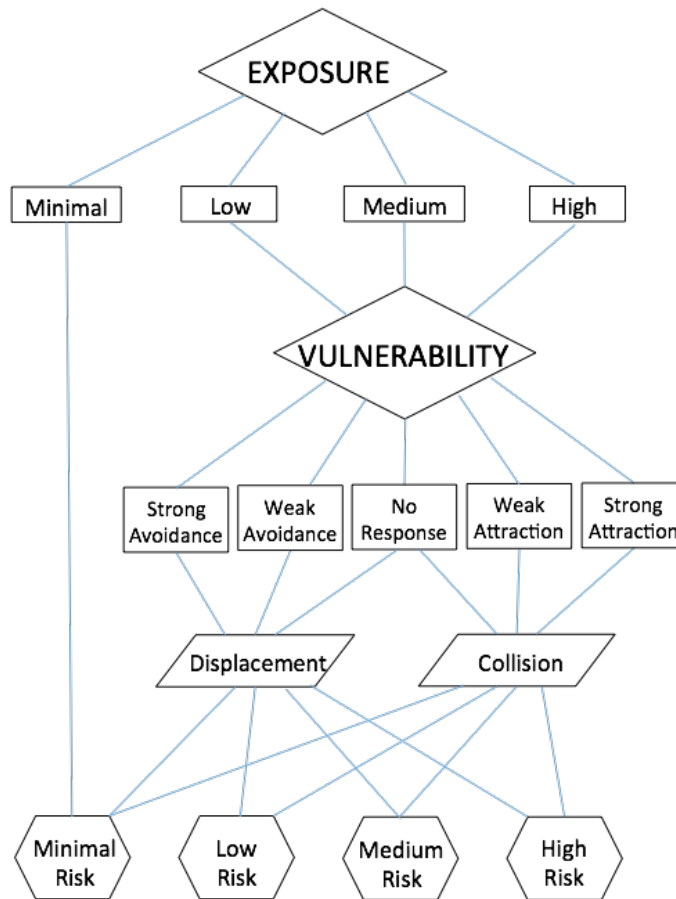 EXPOSURE
Minimal
Low
Medium
High
VULNERABILITY
Strong
Avoidance
Weak
Avoidance
No
Response
Weak
Attraction
Strong
Attraction
Displacement
Collision
Minimal
Risk
Low
Risk
Medium
Risk
High
Risk